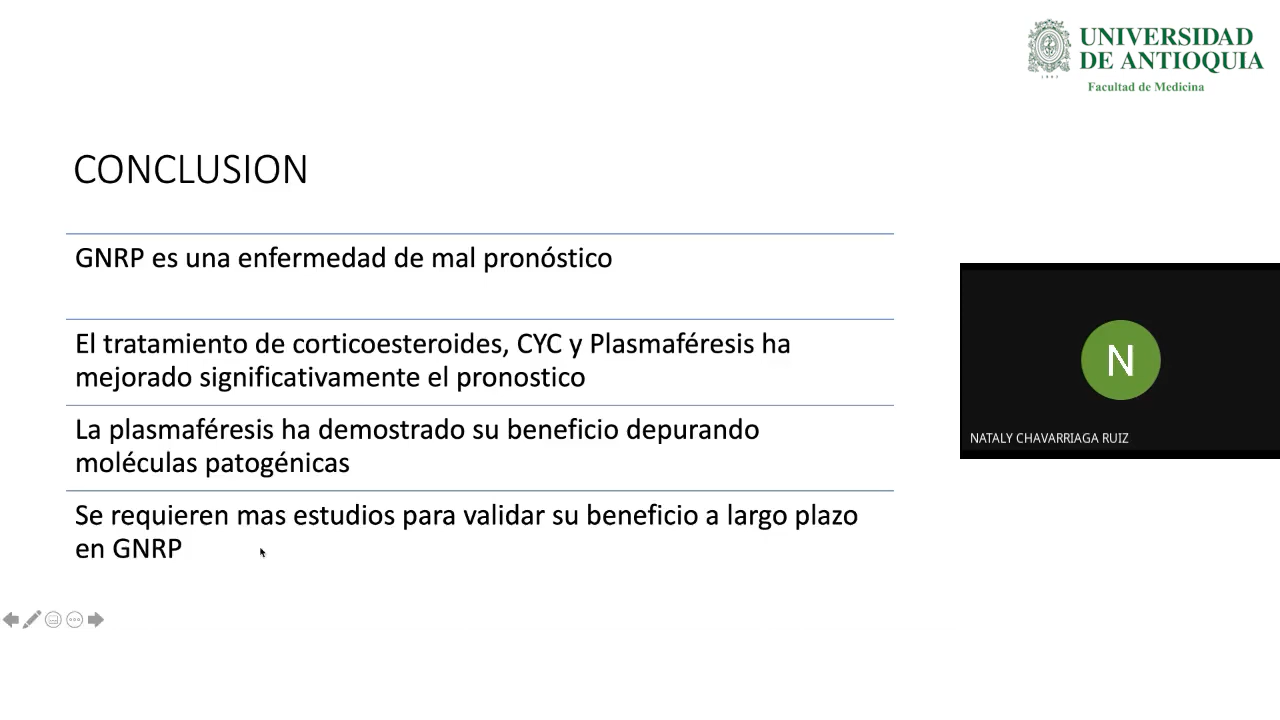 UNIVERSIDAD
DE ANTIOQUIA
1803
Facultad de Medicina
CONCLUSION
GNRP es una enfermedad de mal pronóstico
El tratamiento de corticoesteroides, CYC y Plasmaféresis ha
mejorado significativamente el pronostico
La plasmaféresis ha demostrado su beneficio depurando
moléculas patogénicas
Se requieren mas estudios para validar su beneficio a largo plazo
en GNRP
N
NATALY CHAVARRIAGA RUIZ